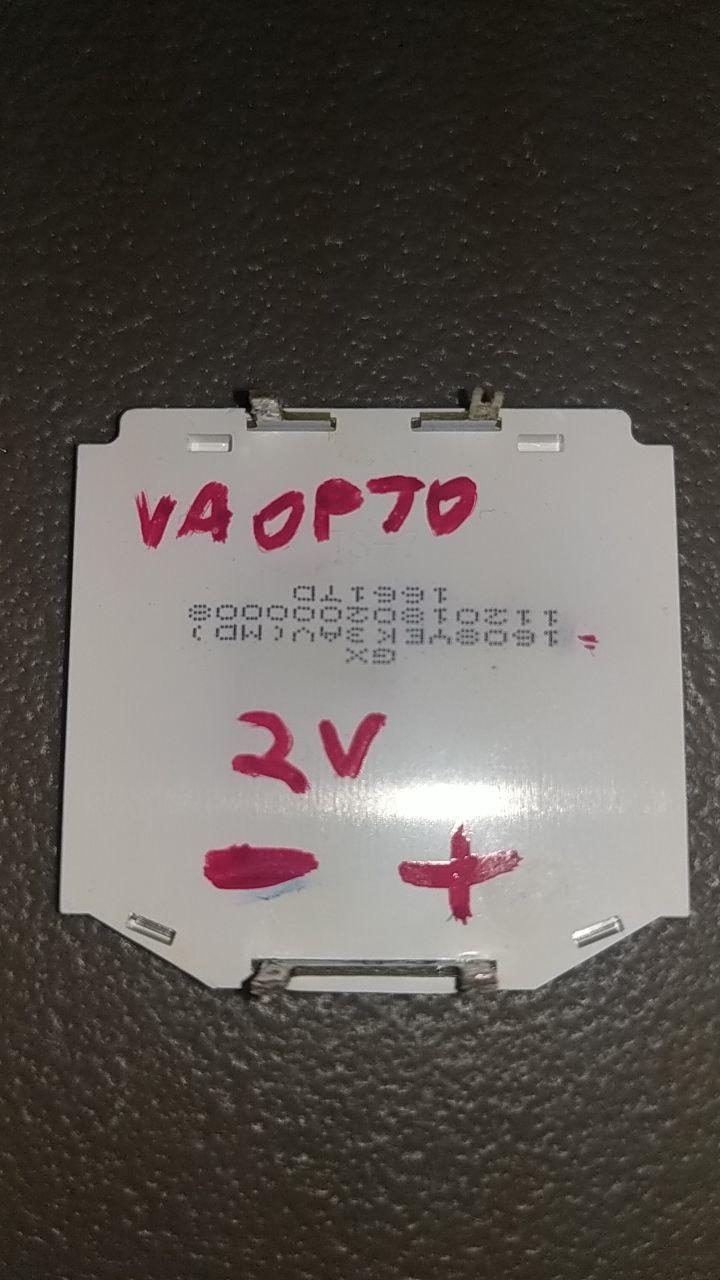 VA OPTO
2V
- +
GX
1608YEK3AV(MD)
11201802000008
1661TD